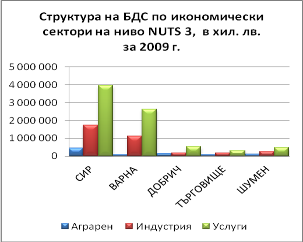 Структура на БДС по икономически
сектори на ниво NUTS 3, в хил. лв.
за 2009 г.
5 000 000
4 000 000
3 000 000
2 000 000
1 000 000
0
СИР
ВАРНА
ДОБРИЧ
ТЪРГОВИЩЕ
ШУМЕН
Аграрен Индустрия Услуги